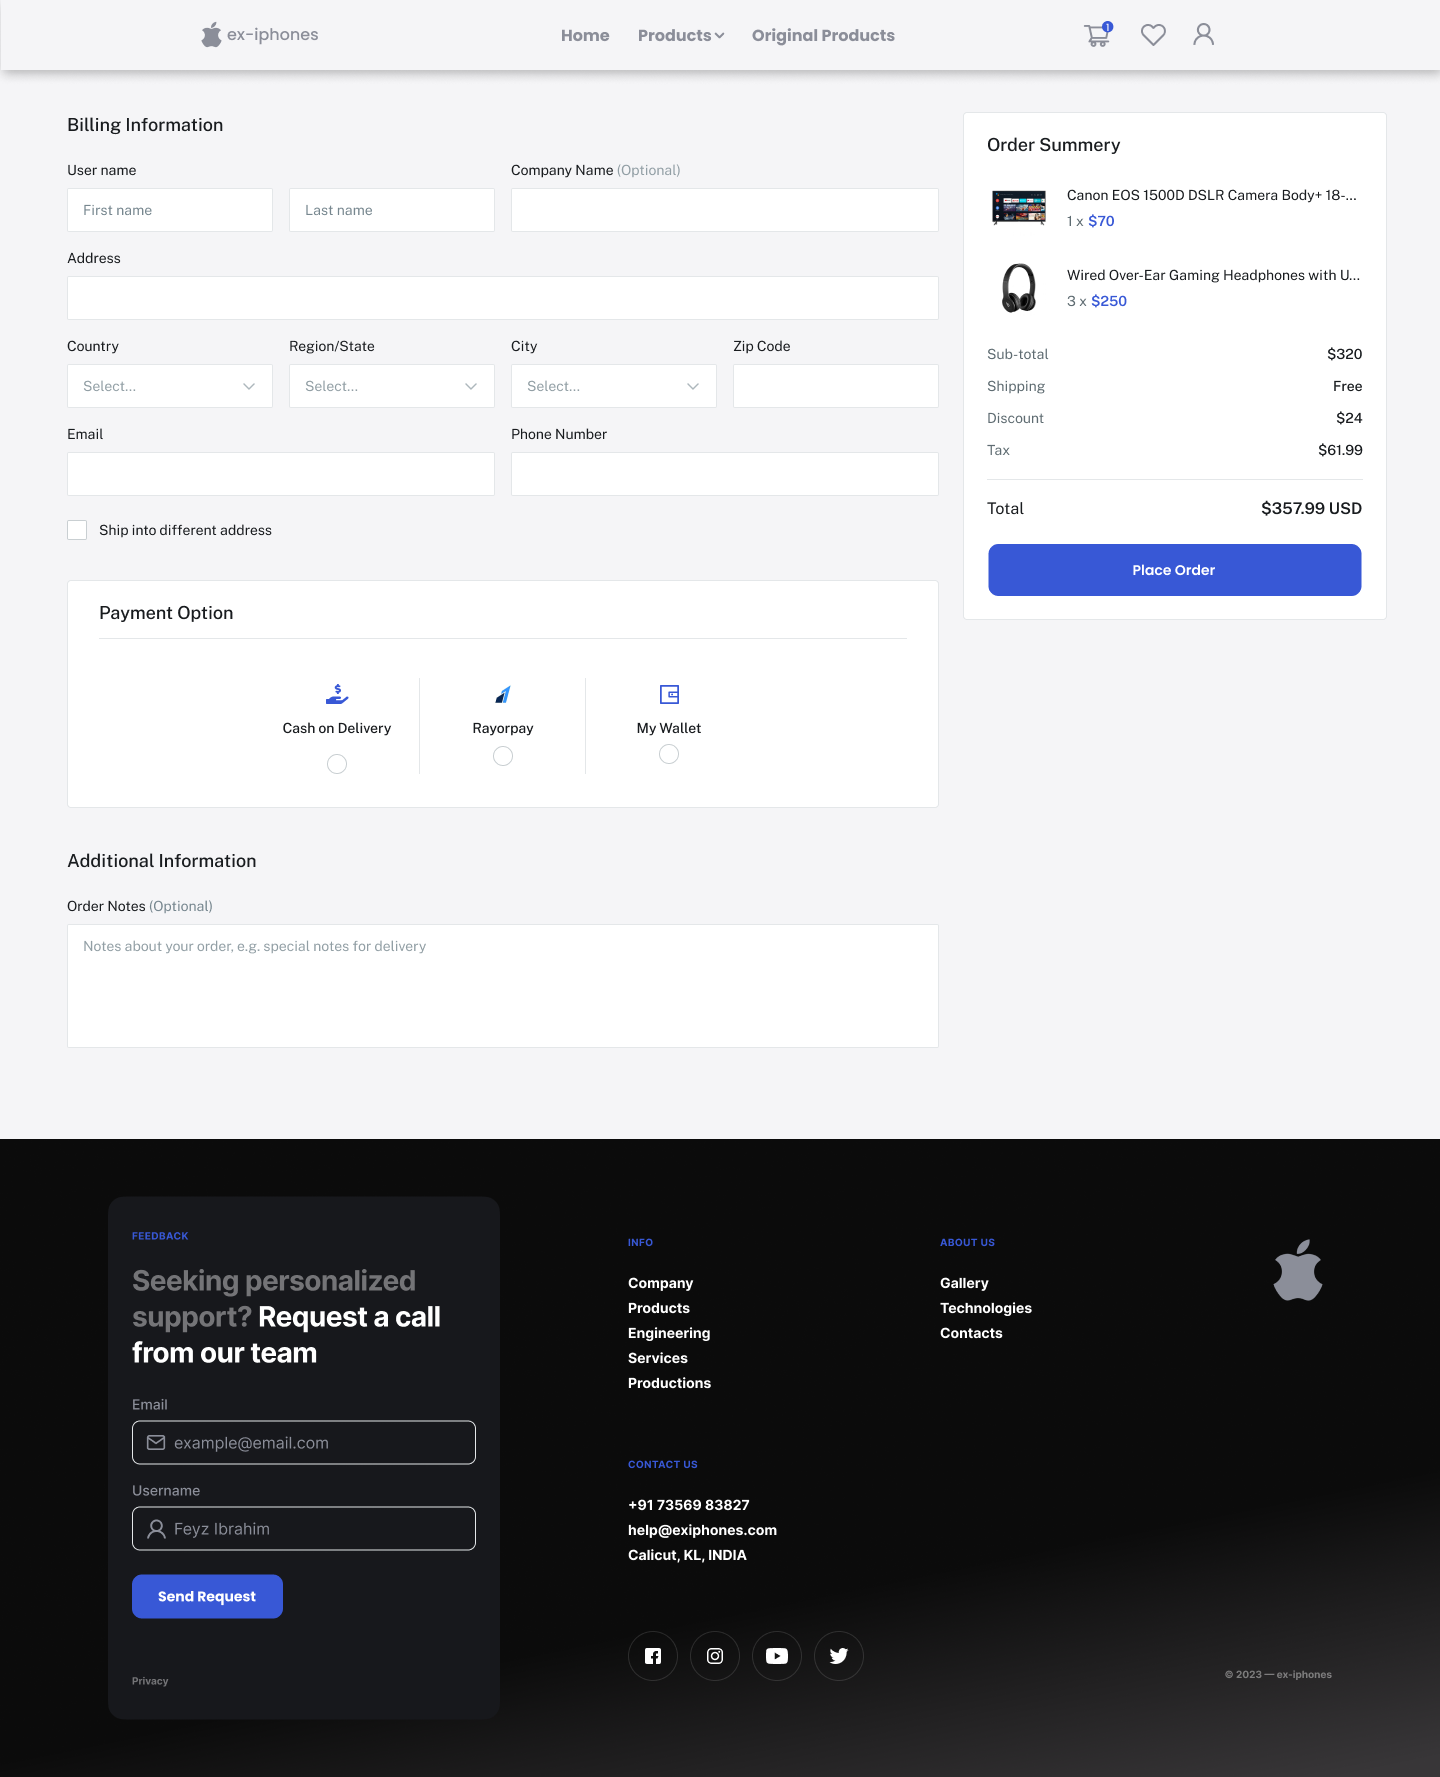 ex-iphones
Home
Products
Original Products
1
Billing Information
User name
Company Name (Optional)
First name
Last name
Address
Country
Region/State
City
Zip Code
Select...
Select...
Select...
Email
Phone Number
Ship into different address
Payment Option
Cash on Delivery
Rayorpay
My Wallet
Additional Information
Order Notes (Optional)
Notes about your order, e.g. special notes for delivery
Order Summery
Canon EOS 1500D DSLR Camera Body+ 18-...
1 x $70
Wired Over-Ear Gaming Headphones with U...
3 x $250
Sub-total $320
Shipping Free
Discount $24
Tax $61.99
Total $357.99 USD
Place Order
FEEDBACK
Seeking personalized
support? Request a call
from our team
Email
example@email.com
Username
Feyz Ibrahim
Send Request
Privacy
INFO
Company
Products
Engineering
Services
Productions
ABOUT US
Gallery
Technologies
Contacts
CONTACT US
+91 73569 83827
help@exiphones.com
Calicut, KL, INDIA
© 2023 — ex-iphones